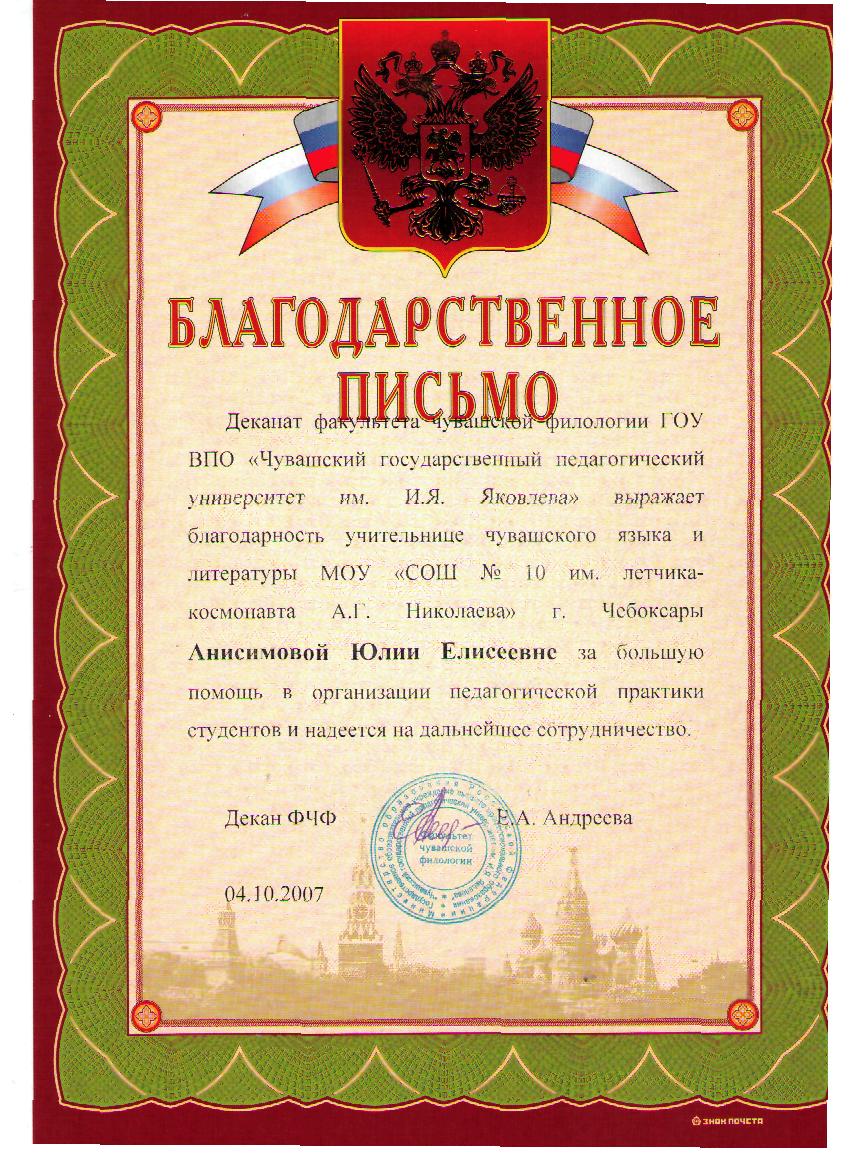 БЛАГОДАРСТВЕННОЕ
ПИСЬМО
Деканат факультета чувашской филологии ГОУ
ВПО «Чувашский государственный педагогический
университет им. И.Я. Яковлева» выражает
благодарность учительнице чувашского языка и
литературы МОУ «СОШ № 10 им. летчика-
космонавта А.Г. Николаева» г. Чебоксары
Анисимовой Юлии Елисеевне за большую
помощь в организации педагогической практики
студентов и надеется на дальнейшее сотрудничество.
Декан ФЧФ Е.А. Андреева
факультет
чувашской
филологии
04.10.2007
ЗНАК ПОЧЕТА